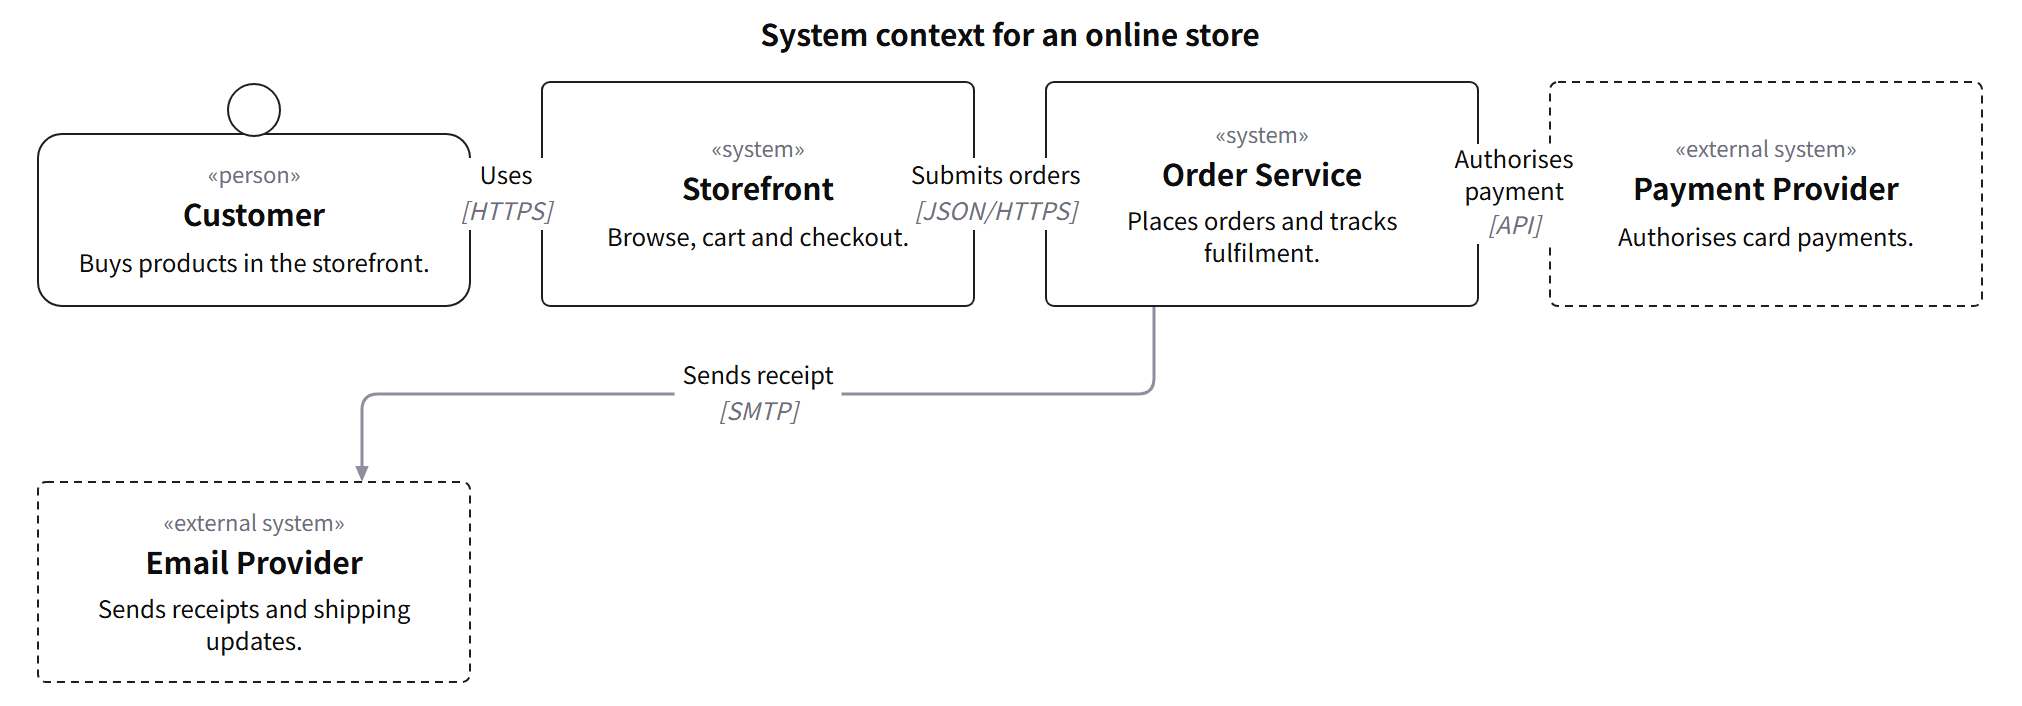 System context for an online store
«person»
Customer
Buys products in the storefront.
Uses
[HTTPS]
«system»
Storefront
Browse, cart and checkout.
Submits orders
[JSON/HTTPS]
«system»
Order Service
Places orders and tracks
fulfilment.
Authorises
payment
[API]
«external system»
Payment Provider
Authorises card payments.
Sends receipt
[SMTP]
«external system»
Email Provider
Sends receipts and shipping
updates.